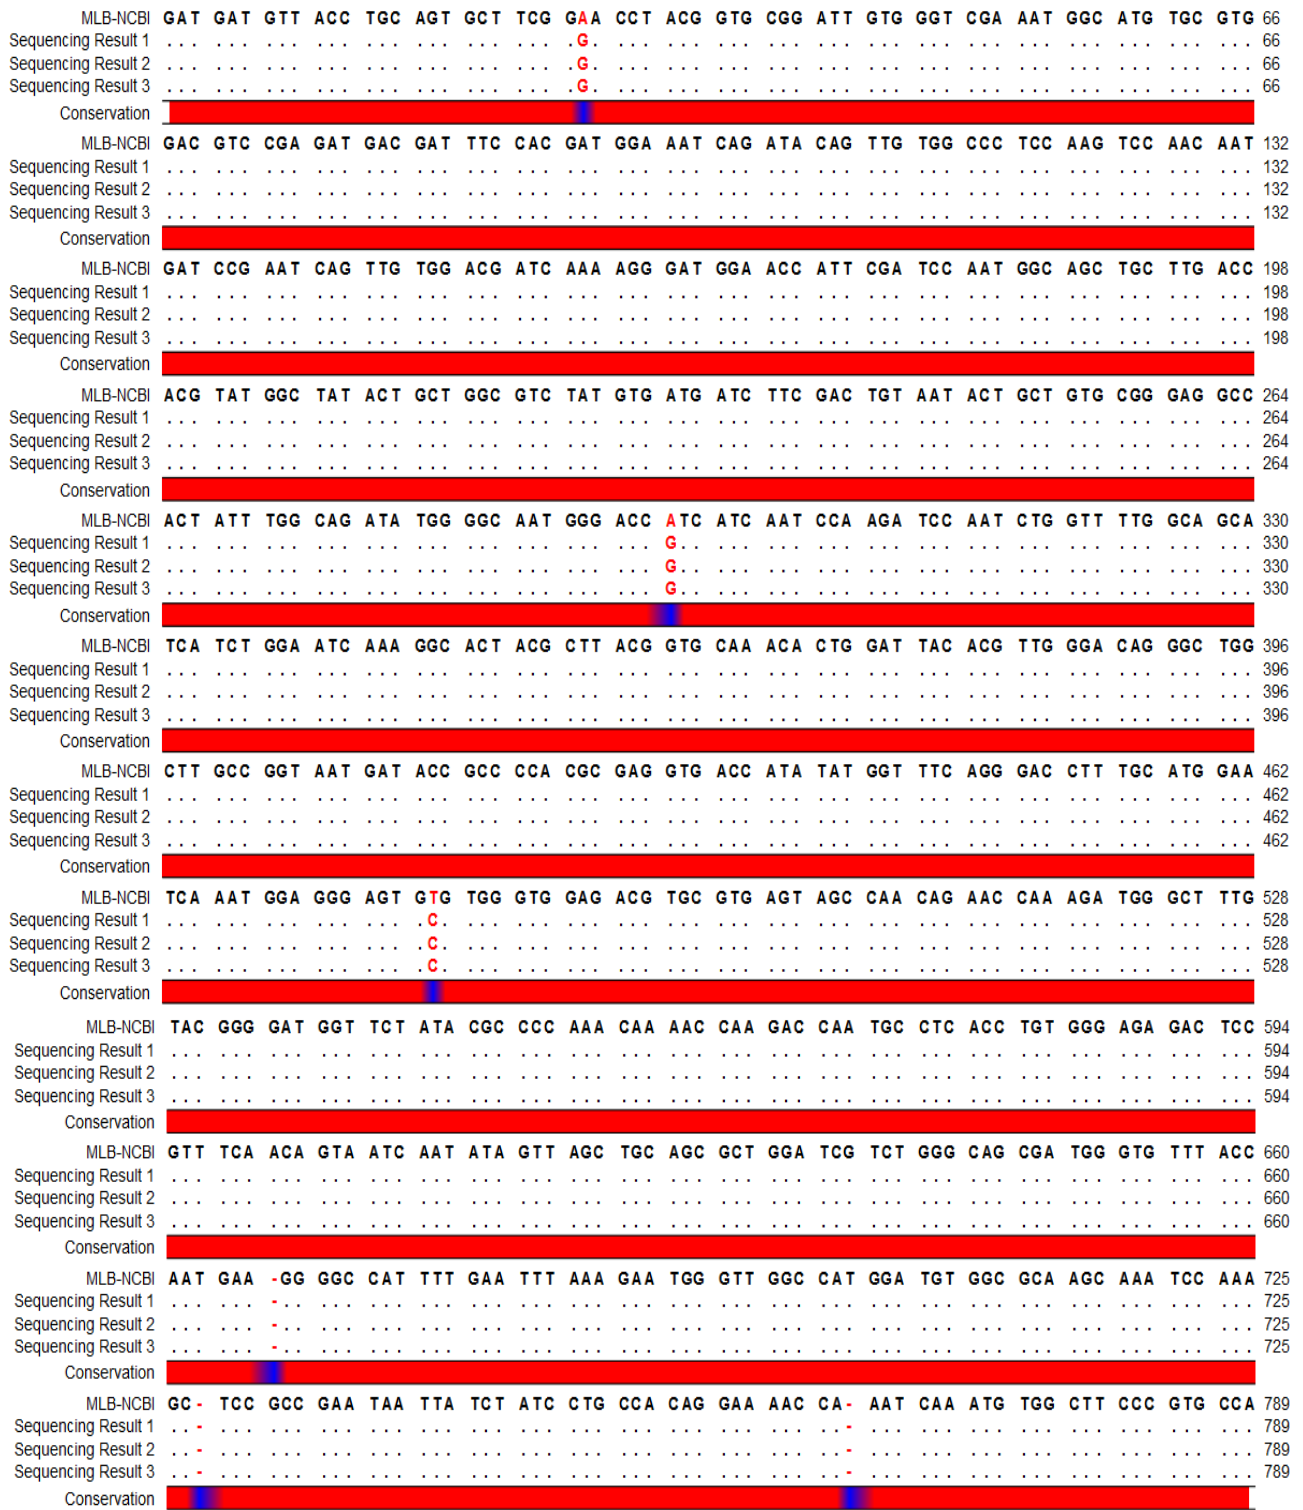 MLB-NCBI GAT GAT GTT ACC TGC AGT GCT TCG GAA CCT ACG GTG CGG ATT GTG GGT CGA AAT GGC ATG TGC GTG 66
Sequencing Result 1 ... ... ... ... ... ... ... ... .G. ... ... ... ... ... ... ... ... ... ... ... ... ... 66
Sequencing Result 2 ... ... ... ... ... ... ... ... .G. ... ... ... ... ... ... ... ... ... ... ... ... ... 66
Sequencing Result 3 ... ... ... ... ... ... ... ... .G. ... ... ... ... ... ... ... ... ... ... ... ... ... 66
Conservation
MLB-NCBI GAC GTC CGA GAT GAC GAT TTC CAC GAT GGA AAT CAG ATA CAG TTG TGG CCC TCC AAG TCC AAC AAT 132
Sequencing Result 1 ... ... ... ... ... ... ... ... ... ... ... ... ... ... ... ... ... ... ... ... ... ... 132
Sequencing Result 2 ... ... ... ... ... ... ... ... ... ... ... ... ... ... ... ... ... ... ... ... ... ... 132
Sequencing Result 3 ... ... ... ... ... ... ... ... ... ... ... ... ... ... ... ... ... ... ... ... ... ... 132
Conservation
MLB-NCBI GAT CCG AAT CAG TTG TGG ACG ATC AAA AGG GAT GGA ACC ATT CGA TCC AAT GGC AGC TGC TTG ACC 198
Sequencing Result 1 ... ... ... ... ... ... ... ... ... ... ... ... ... ... ... ... ... ... ... ... ... ... 198
Sequencing Result 2 ... ... ... ... ... ... ... ... ... ... ... ... ... ... ... ... ... ... ... ... ... ... 198
Sequencing Result 3 ... ... ... ... ... ... ... ... ... ... ... ... ... ... ... ... ... ... ... ... ... ... 198
Conservation
MLB-NCBI ACG TAT GGC TAT ACT GCT GGC GTC TAT GTG ATG ATC TTC GAC TGT AAT ACT GCT GTG CGG GAG GCC 264
Sequencing Result 1 ... ... ... ... ... ... ... ... ... ... ... ... ... ... ... ... ... ... ... ... ... ... 264
Sequencing Result 2 ... ... ... ... ... ... ... ... ... ... ... ... ... ... ... ... ... ... ... ... ... ... 264
Sequencing Result 3 ... ... ... ... ... ... ... ... ... ... ... ... ... ... ... ... ... ... ... ... ... ... 264
Conservation
MLB-NCBI ACT ATT TGG CAG ATA TGG GGC AAT GGG ACC ATC ATC AAT CCA AGA TCC AAT CTG GTT TTG GCA GCA 330
Sequencing Result 1 ... ... ... ... ... ... ... ... ... ... G.. ... ... ... ... ... ... ... ... ... ... ... 330
Sequencing Result 2 ... ... ... ... ... ... ... ... ... ... G.. ... ... ... ... ... ... ... ... ... ... ... 330
Sequencing Result 3 ... ... ... ... ... ... ... ... ... ... G.. ... ... ... ... ... ... ... ... ... ... ... 330
Conservation
MLB-NCBI TCA TCT GGA ATC AAA GGC ACT ACG CTT ACG GTG CAA ACA CTG GAT TAC ACG TTG GGA CAG GGC TGG 396
Sequencing Result 1 ... ... ... ... ... ... ... ... ... ... ... ... ... ... ... ... ... ... ... ... ... ... 396
Sequencing Result 2 ... ... ... ... ... ... ... ... ... ... ... ... ... ... ... ... ... ... ... ... ... ... 396
Sequencing Result 3 ... ... ... ... ... ... ... ... ... ... ... ... ... ... ... ... ... ... ... ... ... ... 396
Conservation
MLB-NCBI CTT GCC GGT AAT GAT ACC GCC CCA CGC GAG GTG ACC ATA TAT GGT TTC AGG GAC CTT TGC ATG GAA 462
Sequencing Result 1 ... ... ... ... ... ... ... ... ... ... ... ... ... ... ... ... ... ... ... ... ... ... 462
Sequencing Result 2 ... ... ... ... ... ... ... ... ... ... ... ... ... ... ... ... ... ... ... ... ... ... 462
Sequencing Result 3 ... ... ... ... ... ... ... ... ... ... ... ... ... ... ... ... ... ... ... ... ... ... 462
Conservation
MLB-NCBI TCA AAT GGA GGG AGT GTG TGG GTG GAG ACG TGC GTG AGT AGC CAA CAG AAC CAA AGA TGG GCT TTG 528
Sequencing Result 1 ... ... ... ... ... .C. ... ... ... ... ... ... ... ... ... ... ... ... ... ... ... ... 528
Sequencing Result 2 ... ... ... ... ... .C. ... ... ... ... ... ... ... ... ... ... ... ... ... ... ... ... 528
Sequencing Result 3 ... ... ... ... ... .C. ... ... ... ... ... ... ... ... ... ... ... ... ... ... ... ... 528
Conservation
MLB-NCBI TAC GGG GAT GGT TCT ATA CGC CCC AAA CAA AAC CAA GAC CAA TGC CTC ACC TGT GGG AGA GAC TCC 594
Sequencing Result 1 ... ... ... ... ... ... ... ... ... ... ... ... ... ... ... ... ... ... ... ... ... ... 594
Sequencing Result 2 ... ... ... ... ... ... ... ... ... ... ... ... ... ... ... ... ... ... ... ... ... ... 594
Sequencing Result 3 ... ... ... ... ... ... ... ... ... ... ... ... ... ... ... ... ... ... ... ... ... ... 594
Conservation
MLB-NCBI GTT TCA ACA GTA ATC AAT ATA GTT AGC TGC AGC GCT GGA TCG TCT GGG CAG CGA TGG GTG TTT ACC 660
Sequencing Result 1 ... ... ... ... ... ... ... ... ... ... ... ... ... ... ... ... ... ... ... ... ... ... 660
Sequencing Result 2 ... ... ... ... ... ... ... ... ... ... ... ... ... ... ... ... ... ... ... ... ... ... 660
Sequencing Result 3 ... ... ... ... ... ... ... ... ... ... ... ... ... ... ... ... ... ... ... ... ... ... 660
Conservation
MLB-NCBI AAT GAA -GG GGC CAT TTT GAA TTT AAA GAA TGG GTT GGC CAT GGA TGT GGC GCA AGC AAA TCC AAA 725
Sequencing Result 1 ... ... -.. ... ... ... ... ... ... ... ... ... ... ... ... ... ... ... ... ... ... ... 725
Sequencing Result 2 ... ... -.. ... ... ... ... ... ... ... ... ... ... ... ... ... ... ... ... ... ... ... 725
Sequencing Result 3 ... ... -.. ... ... ... ... ... ... ... ... ... ... ... ... ... ... ... ... ... ... ... 725
Conservation
MLB-NCBI GC- TCC GCC GAA TAA TTA TCT ATC CTG CCA CAG GAA AAC CA- AAT CAA ATG TGG CTT CCC GTG CCA 789
Sequencing Result 1 ..- ... ... ... ... ... ... ... ... ... ... ... ... ..- ... ... ... ... ... ... ... ... 789
Sequencing Result 2 ..- ... ... ... ... ... ... ... ... ... ... ... ... ..- ... ... ... ... ... ... ... ... 789
Sequencing Result 3 ..- ... ... ... ... ... ... ... ... ... ... ... ... ..- ... ... ... ... ... ... ... ... 789
Conservation